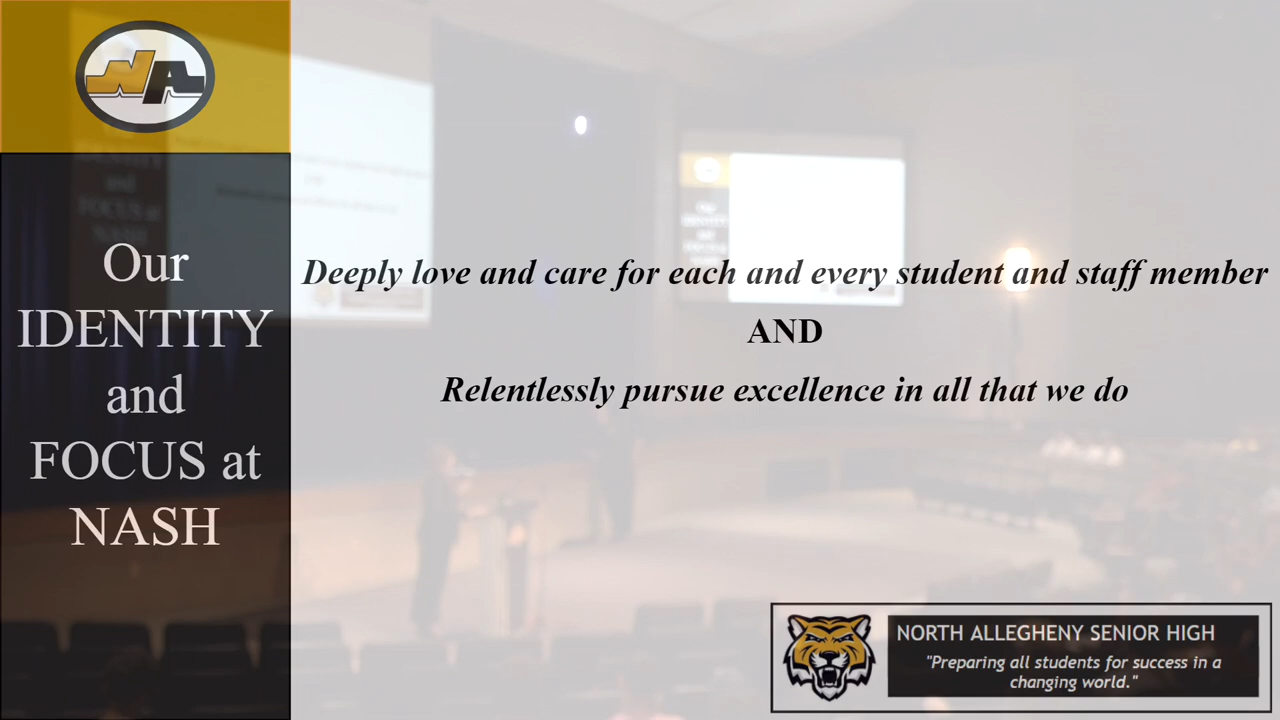 NA
Our
IDENTITY
and
FOCUS at
NASH
Deeply love and care for each and every student and staff member
AND
Relentlessly pursue excellence in all that we do
NORTH ALLEGHENY SENIOR HIGH
"Preparing all students for success in a
changing world."